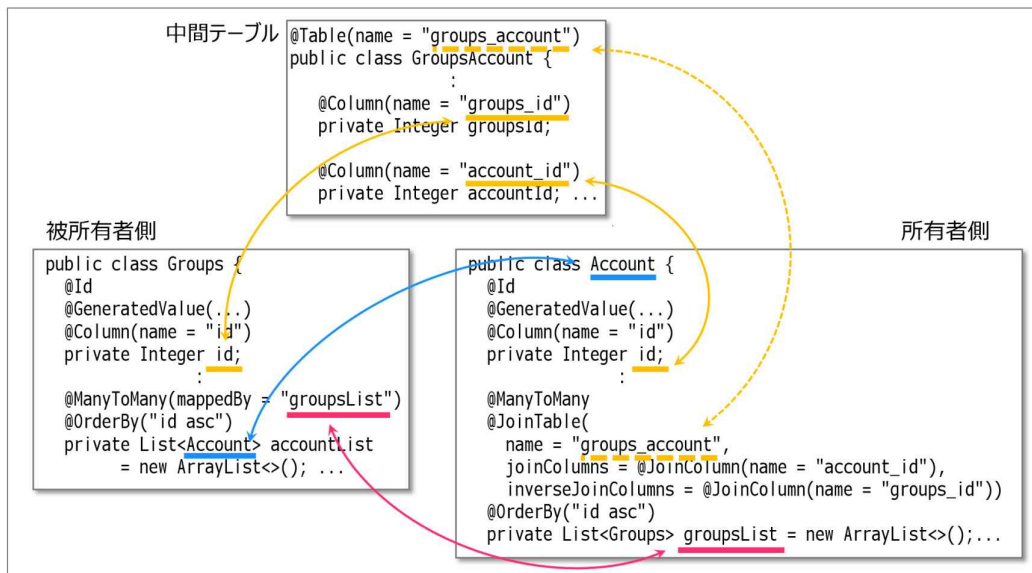 中間テーブル
@Table(name = "groups_account")
public class GroupsAccount {
:
@Column(name = "groups_id")
private Integer groupsId;
@Column(name = "account_id")
private Integer accountId; ...
被所有者側
public class Groups {
@Id
@GeneratedValue(...)
@Column(name = "id")
private Integer id;
:
@ManyToMany(mappedBy = "groupsList")
@OrderBy("id asc")
private List<Account> accountList
= new ArrayList<>(); ...
所有者側
public class Account {
@Id
@GeneratedValue(...)
@Column(name = "id")
private Integer id;
:
@ManyToMany
@JoinTable(
name = "groups_account",
joinColumns = @JoinColumn(name = "account_id"),
inverseJoinColumns = @JoinColumn(name = "groups_id"))
@OrderBy("id asc")
private List<Groups> groupsList = new ArrayList<>();...